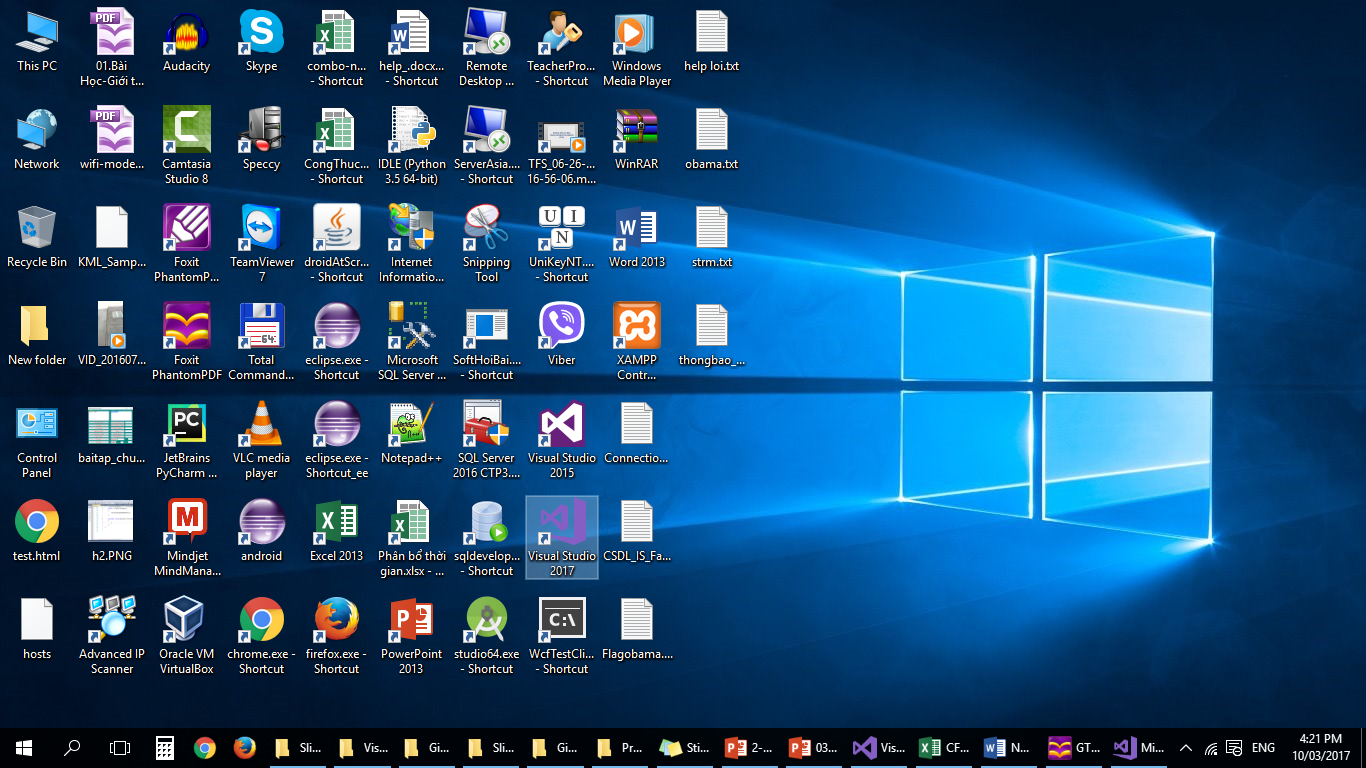 This PC
01.Bài
Học-Giới t...
Audacity
Skype
combo-n...
- Shortcut
help_.docx...
- Shortcut
Remote
Desktop ...
TeacherPro...
- Shortcut
Windows
Media Player
help loi.txt
Network
wifi-mode...
Camtasia
Studio 8
Speccy
CongThuc...
- Shortcut
IDLE (Python
3.5 64-bit)
ServerAsia....
- Shortcut
TFS_06-26-...
16-56-06.m...
WinRAR
obama.txt
Recycle Bin
KML_Samp...
Foxit
PhantomP...
TeamViewer
7
droidAtScr...
- Shortcut
Internet
Informatio...
Snipping
Tool
UniKeyNT....
- Shortcut
Word 2013
strm.txt
New folder
VID_201607...
Foxit
PhantomPDF
Total
Command...
eclipse.exe -
Shortcut
Microsoft
SQL Server ...
SoftHoiBai....
- Shortcut
Viber
XAMPP
Contr...
thongbao_...
Control
Panel
baitap_chu...
JetBrains
PyCharm ...
VLC media
player
eclipse.exe -
Shortcut_ee
Notepad++
SQL Server
2016 CTP3....
Visual Studio
2015
Connectio...
test.html
h2.PNG
Mindjet
MindMana...
android
Excel 2013
Phân bổ thời
gian.xlsx - ...
sqldevelop...
- Shortcut
Visual Studio
2017
CSDL_IS_Fa...
hosts
Advanced IP
Scanner
Oracle VM
VirtualBox
chrome.exe -
Shortcut
firefox.exe -
Shortcut
PowerPoint
2013
studio64.exe
- Shortcut
WcfTestCli...
- Shortcut
Flagobama....
Sli...
Vis...
Gi...
Sli...
Gi...
Pr...
Sti...
2-...
03...
Vis...
CF...
N...
GT...
Mi...
ENG
4:21 PM
10/03/2017